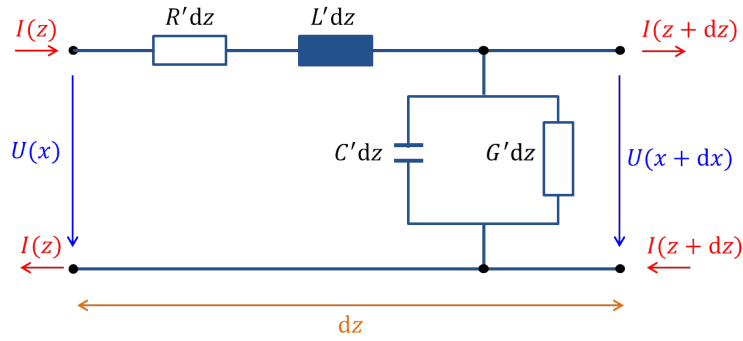 I(z)
R′dz
L′dz
I(z + dz)
U(x)
C′dz
G′dz
U(x + dx)
I(z)
I(z + dz)
dz